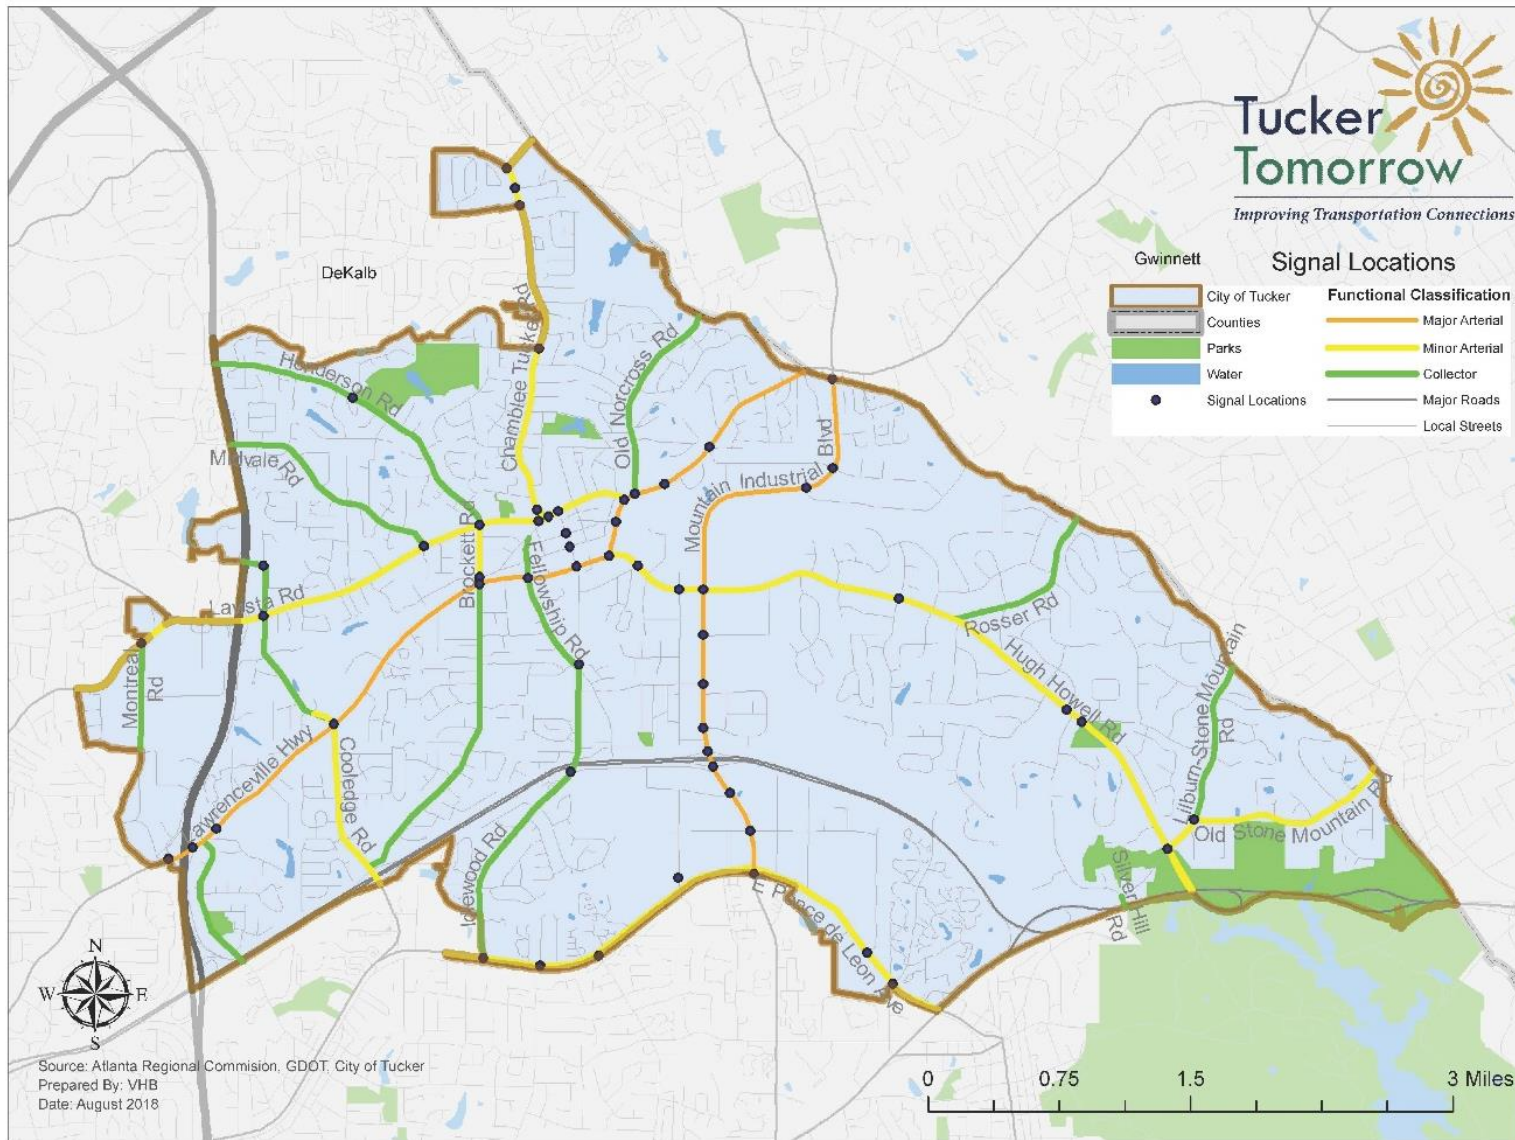 Tucker
Tomorrow
Improving Transportation Connections
Gwinnett
Signal Locations
City of Tucker
Counties
Parks
Water
Signal Locations
Functional Classification
Major Arterial
Minor Arterial
Collector
Major Roads
Local Streets
DeKalb
Chamblee Tucker Rd
Henderson Rd
Old Norcross Rd
Midvale Rd
Mountain Industrial Blvd
Brockett Rd
Fellowship Rd
Lavista Rd
Montreal
Rd
Rosser Rd
Hugh Howell Rd
Lilburn-Stone Mountain
Rd
Lawrenceville Hwy
Cooledge Rd
Old Stone Mountain Rd
Idlewood Rd
E Ponce de Leon Ave
Silver Hill
Rd
N
W
E
S
Source: Atlanta Regional Commision, GDOT, City of Tucker
Prepared By: VHB
Date: August 2018
0 0.75 1.5 3 Miles